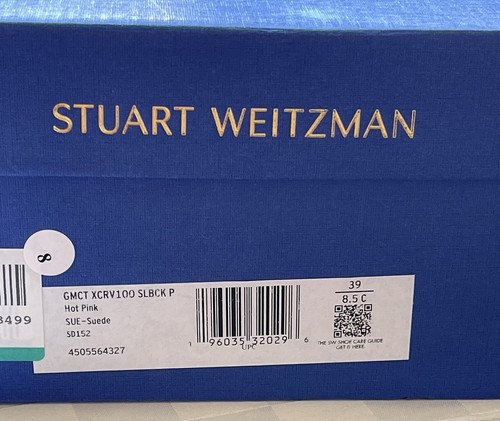 STUART WEITZMAN
8
3499
GMCT XCRV100 SLBCK P
Hot Pink
SUE-Suede
SD152
4505564327
1 96035 32029 6
UPC
39
8.5 C
THE SW SHOE CARE GUIDE
GET IT HERE.